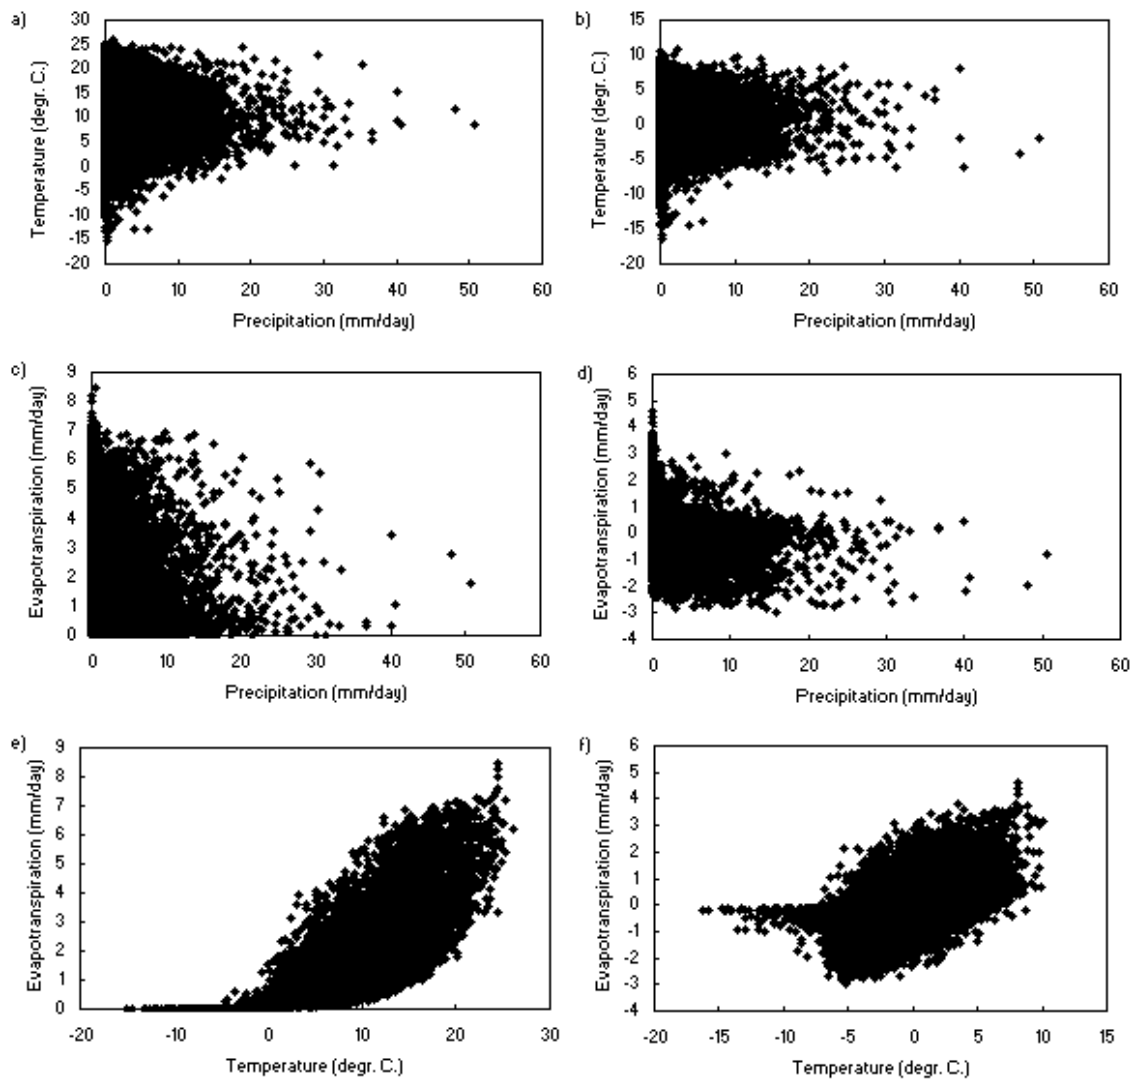 a)
30
25
20
15
10
5
0
-5
-10
-15
-20
Temperature (degr. C.)
0 10 20 30 40 50 60
Precipitation (mm/day)
b)
15
10
5
0
-5
-10
-15
-20
Temperature (degr. C.)
0 10 20 30 40 50 60
Precipitation (mm/day)
c)
9
8
7
6
5
4
3
2
1
0
Evapotranspiration (mm/day)
0 10 20 30 40 50 60
Precipitation (mm/day)
d)
6
5
4
3
2
1
0
-1
-2
-3
-4
Evapotranspiration (mm/day)
0 10 20 30 40 50 60
Precipitation (mm/day)
e)
9
8
7
6
5
4
3
2
1
0
Evapotranspiration (mm/day)
-20 -10 0 10 20 30
Temperature (degr. C.)
f)
6
5
4
3
2
1
0
-1
-2
-3
-4
Evapotranspiration (mm/day)
-20 -15 -10 -5 0 5 10 15
Temperature (degr. C.)